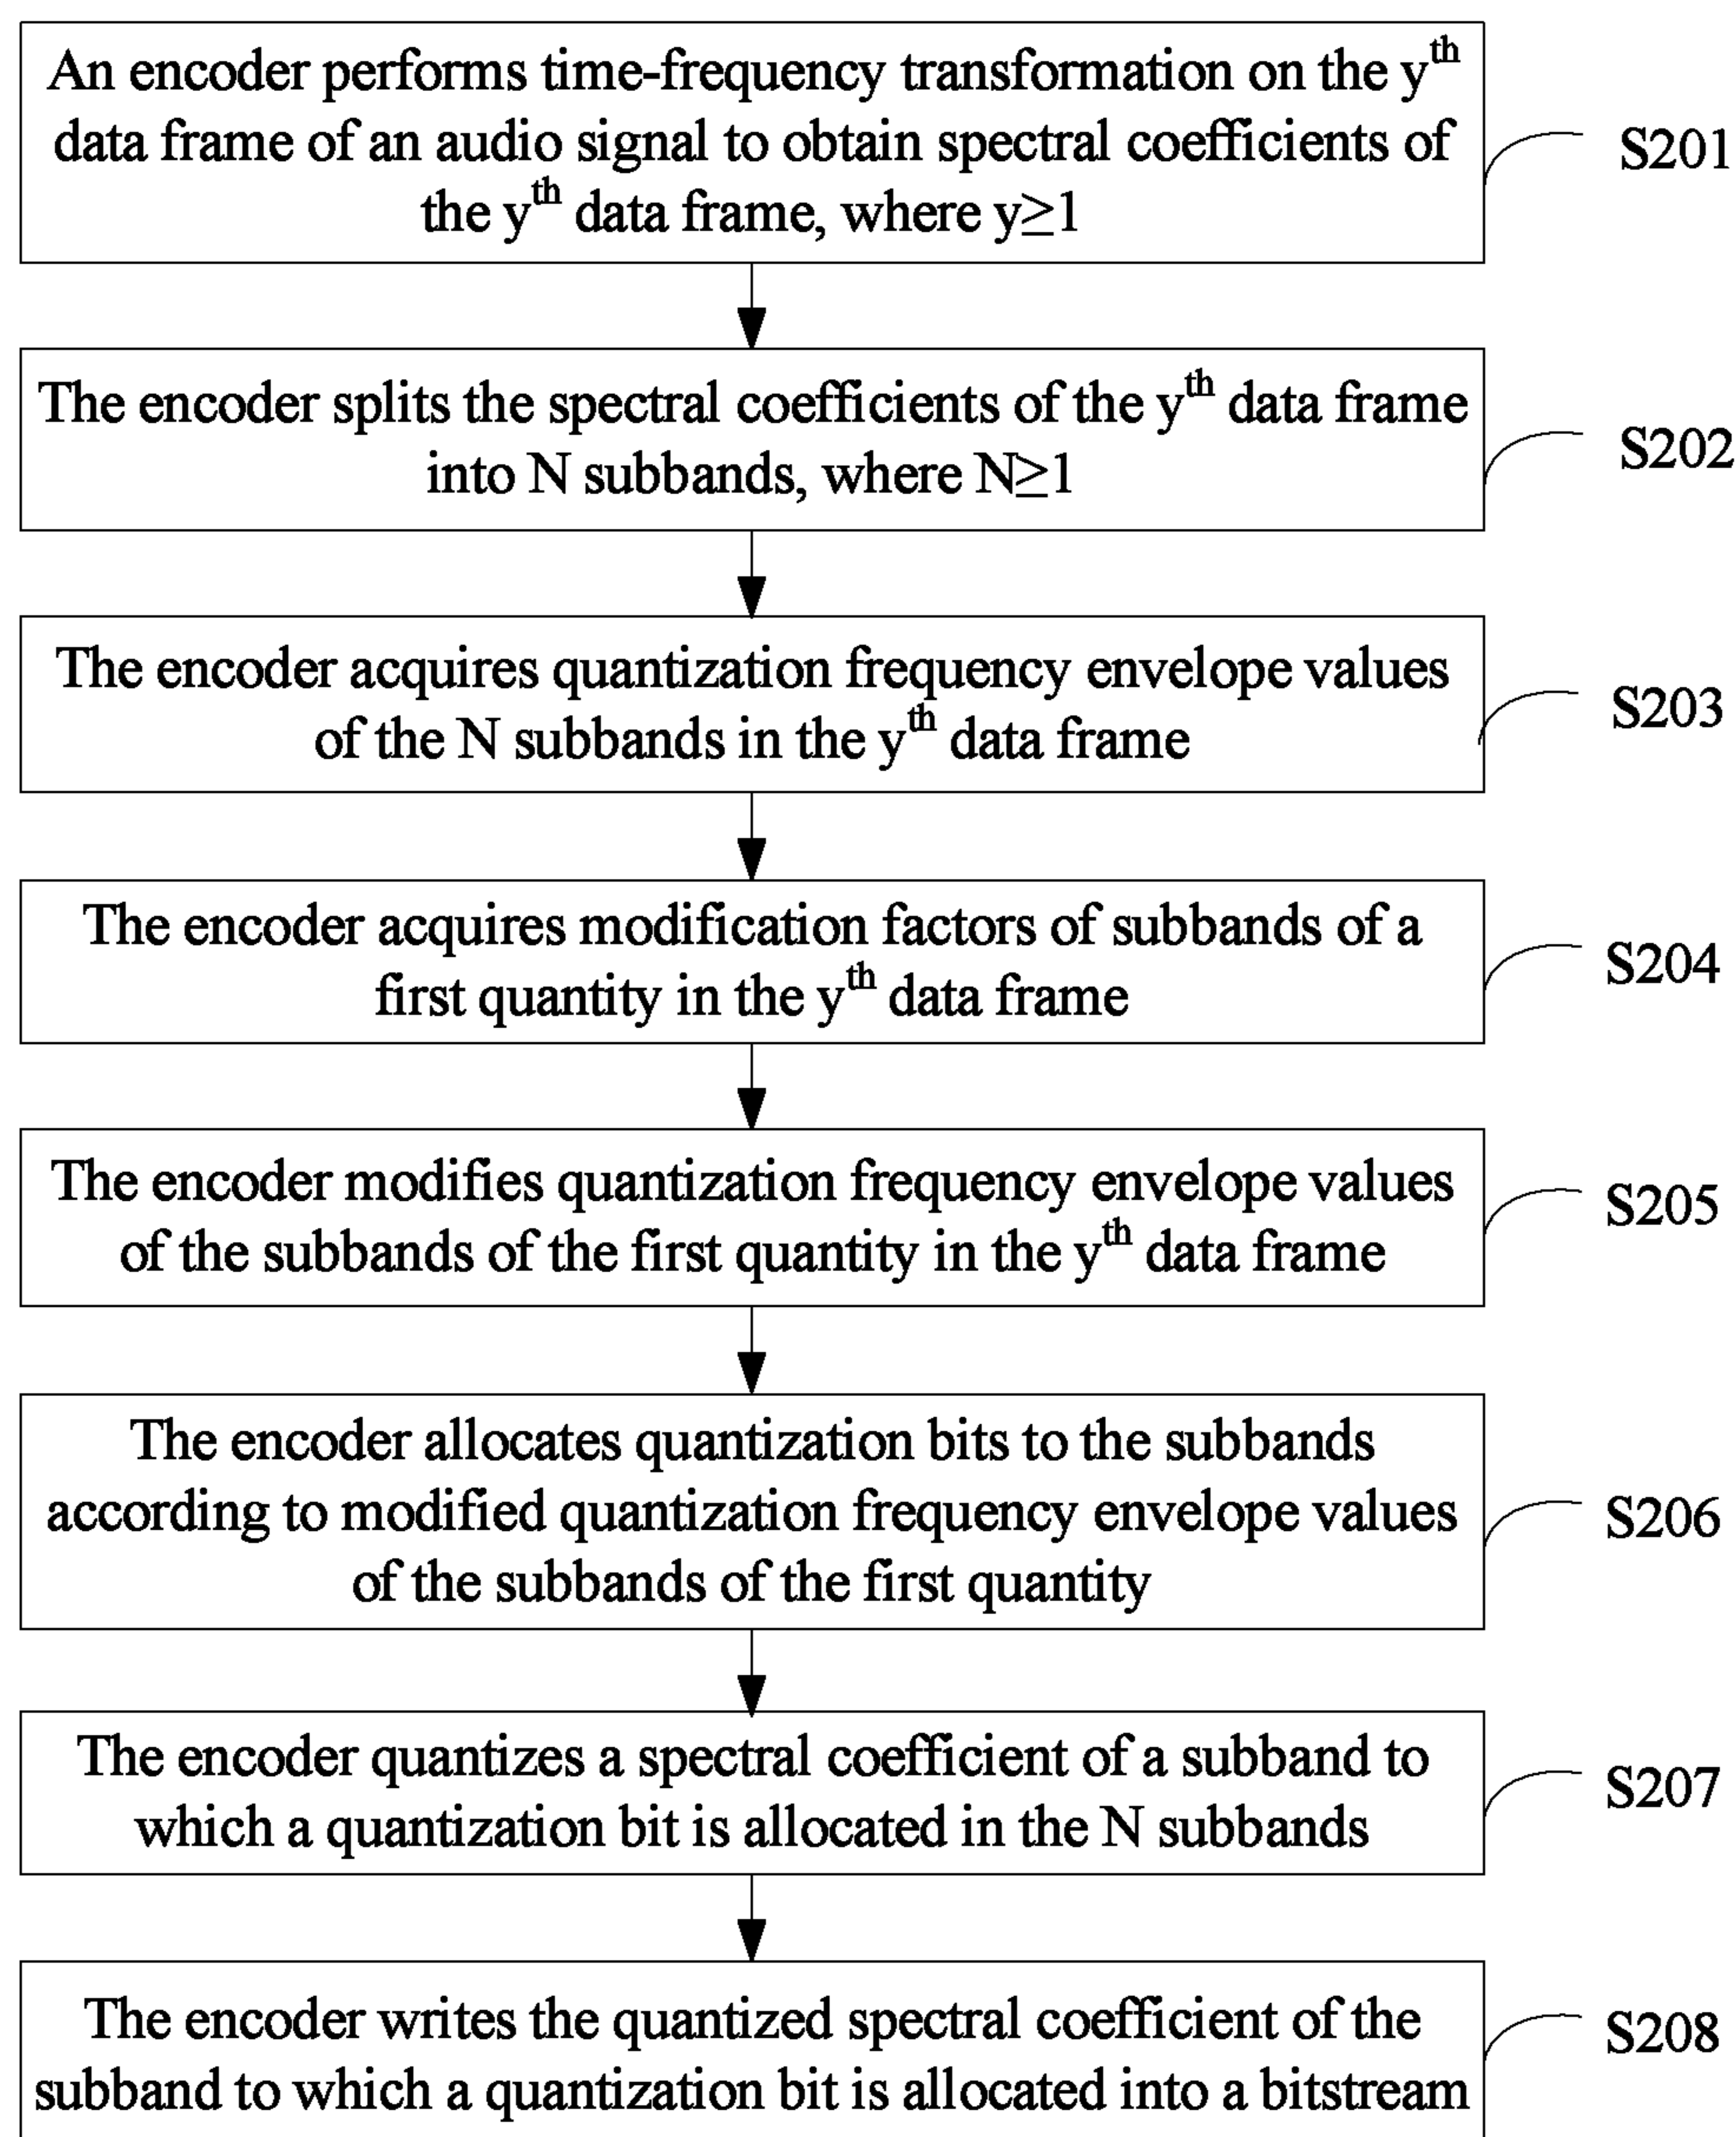 An encoder performs time-frequency transformation on the yth
data frame of an audio signal to obtain spectral coefficients of
the yth data frame, where y≥1
S201
The encoder splits the spectral coefficients of the yth data frame
into N subbands, where N≥1
S202
The encoder acquires quantization frequency envelope values
of the N subbands in the yth data frame
S203
The encoder acquires modification factors of subbands of a
first quantity in the yth data frame
S204
The encoder modifies quantization frequency envelope values
of the subbands of the first quantity in the yth data frame
S205
The encoder allocates quantization bits to the subbands
according to modified quantization frequency envelope values
of the subbands of the first quantity
S206
The encoder quantizes a spectral coefficient of a subband to
which a quantization bit is allocated in the N subbands
S207
The encoder writes the quantized spectral coefficient of the
subband to which a quantization bit is allocated into a bitstream
S208